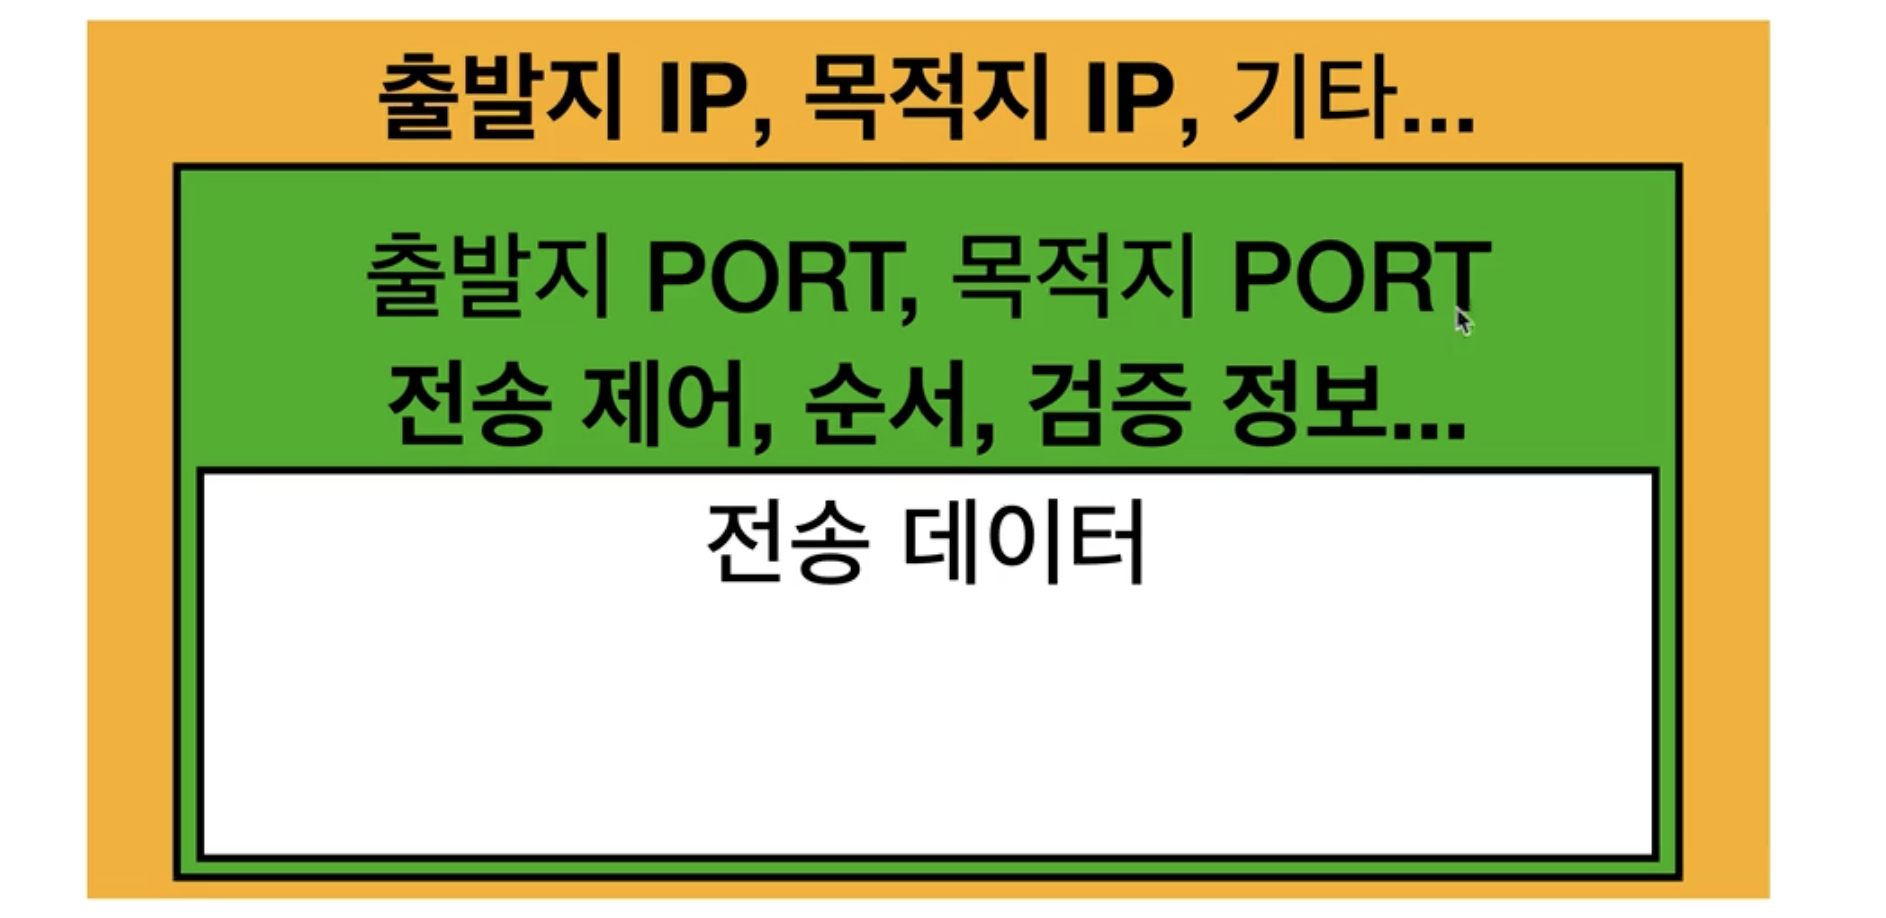 출발지 IP, 목적지 IP, 기타...
출발지 PORT, 목적지 PORT
전송 제어, 순서, 검증 정보...
전송 데이터